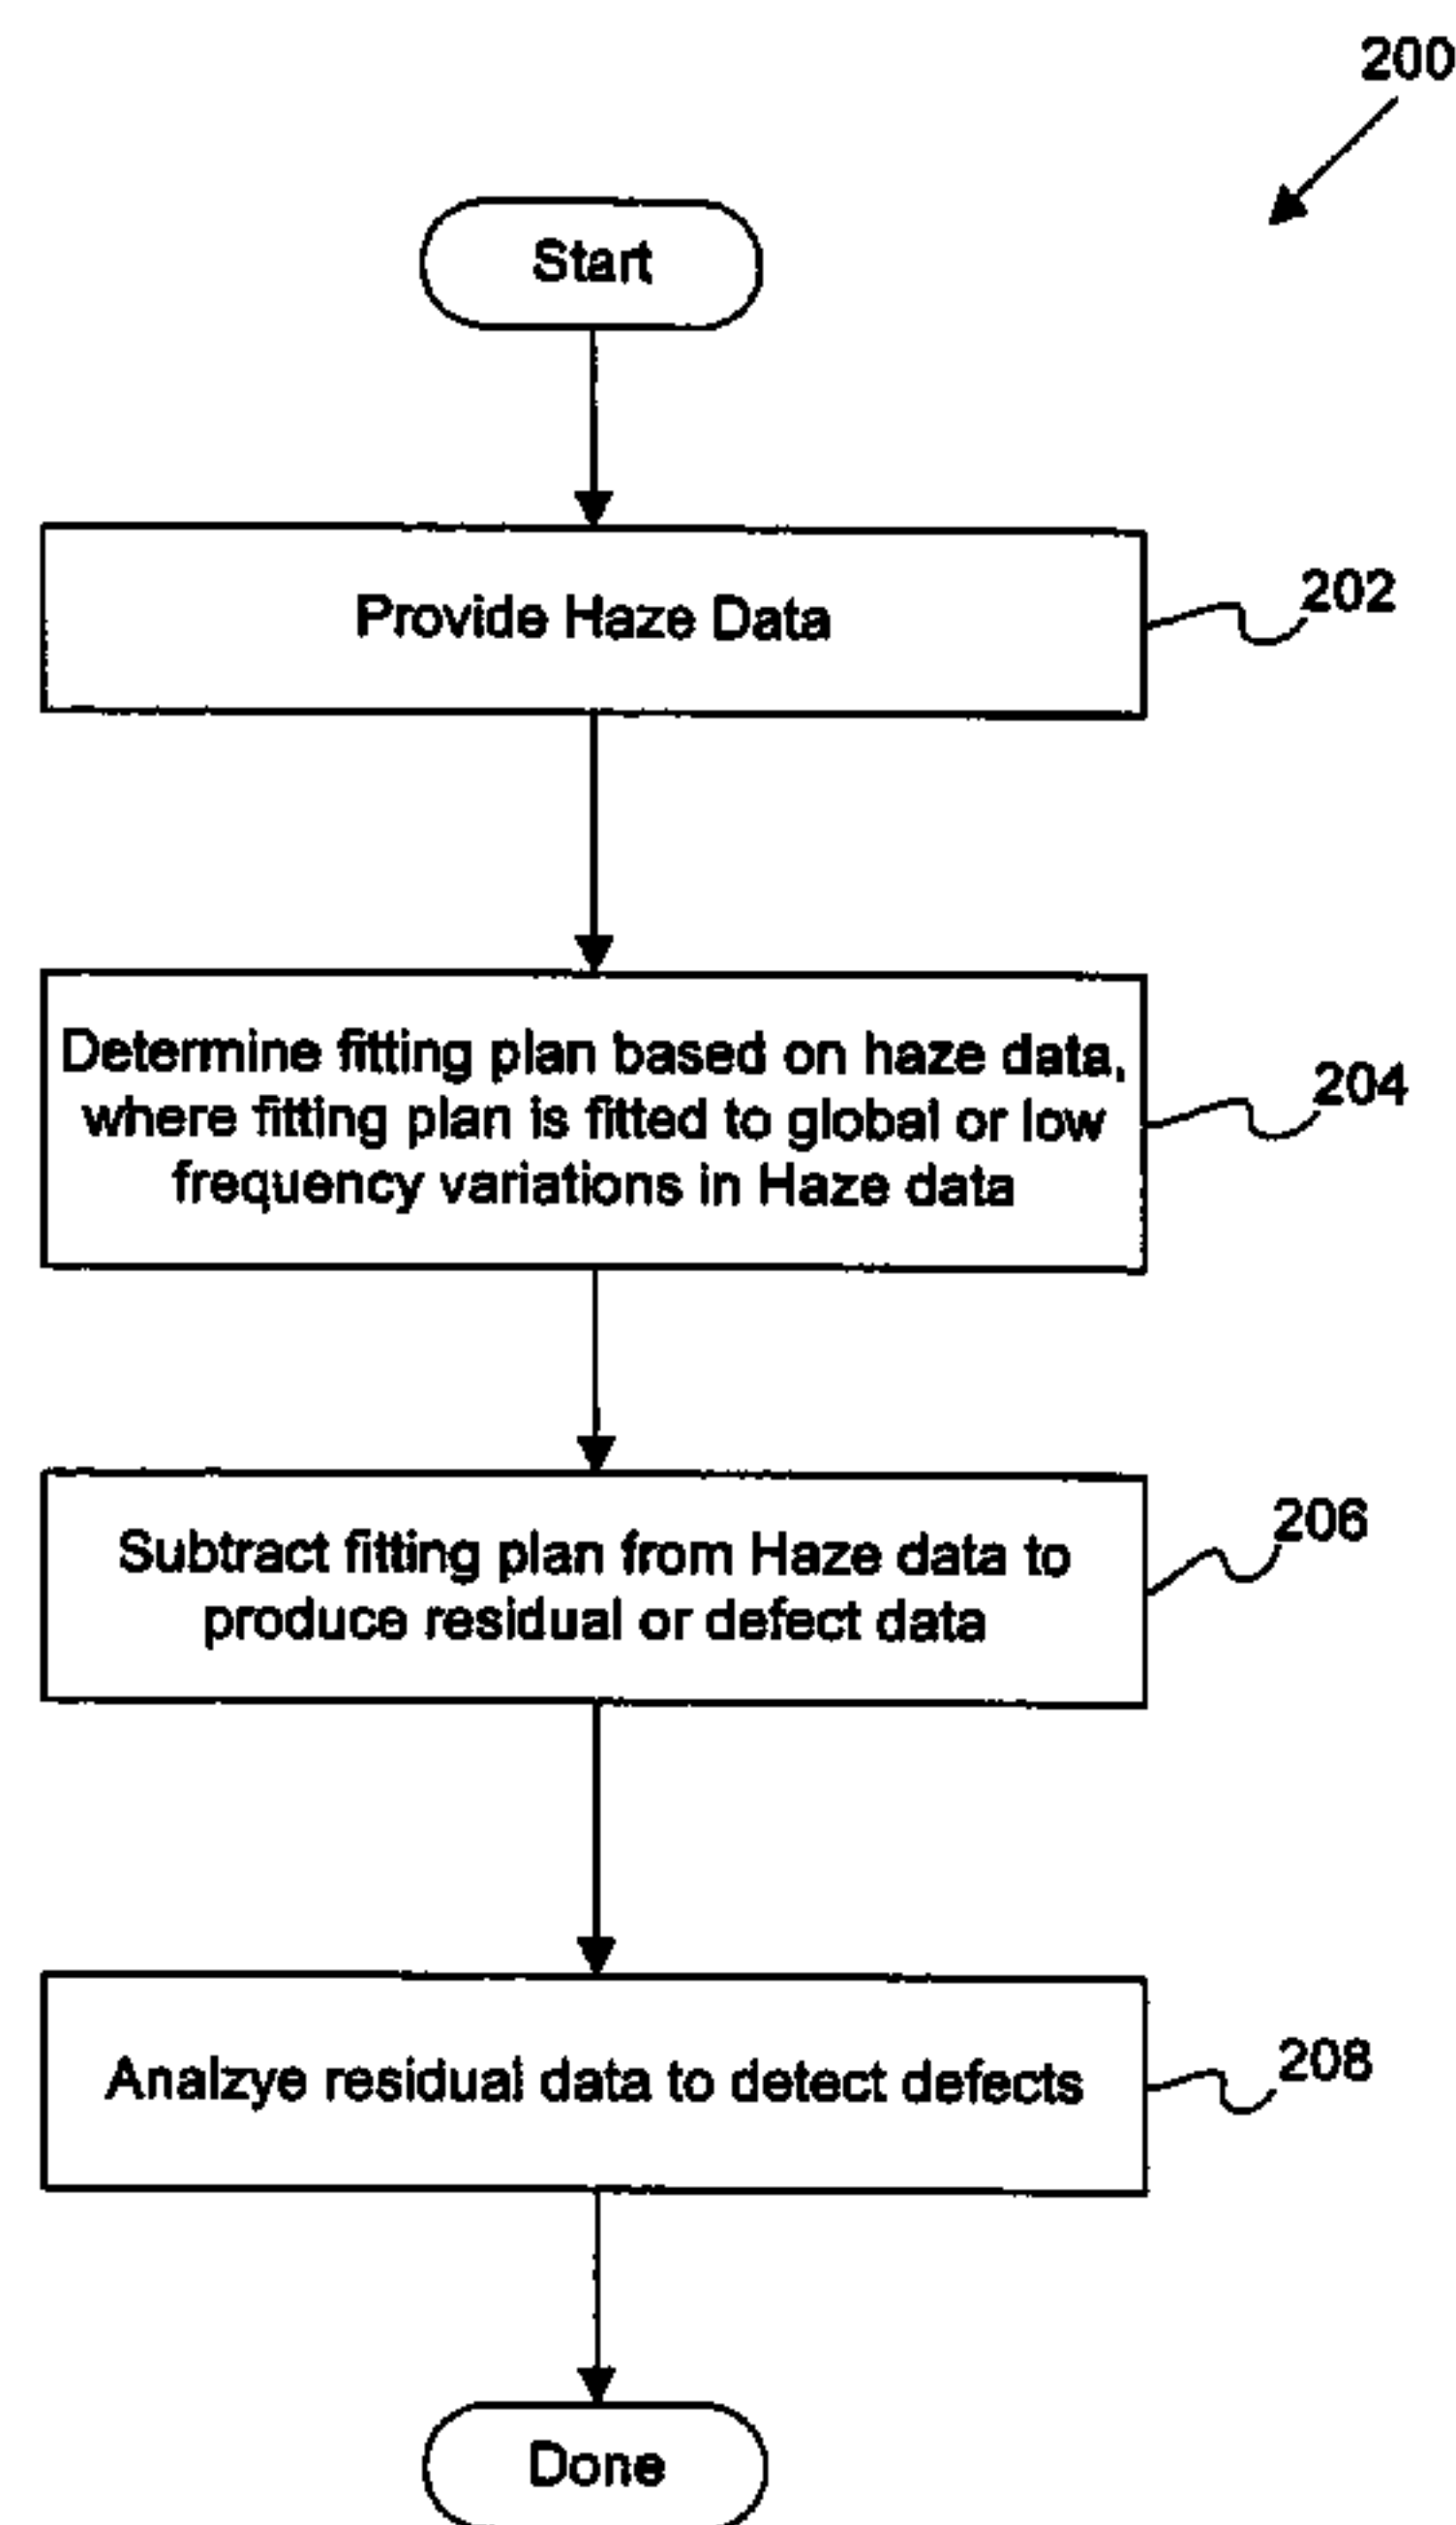 200
Start
Provide Haze Data
202
Determine fitting plan based on haze data,
where fitting plan is fitted to global or low
frequency variations in Haze data
204
Subtract fitting plan from Haze data to
produce residual or defect data
206
Analzye residual data to detect defects
208
Done